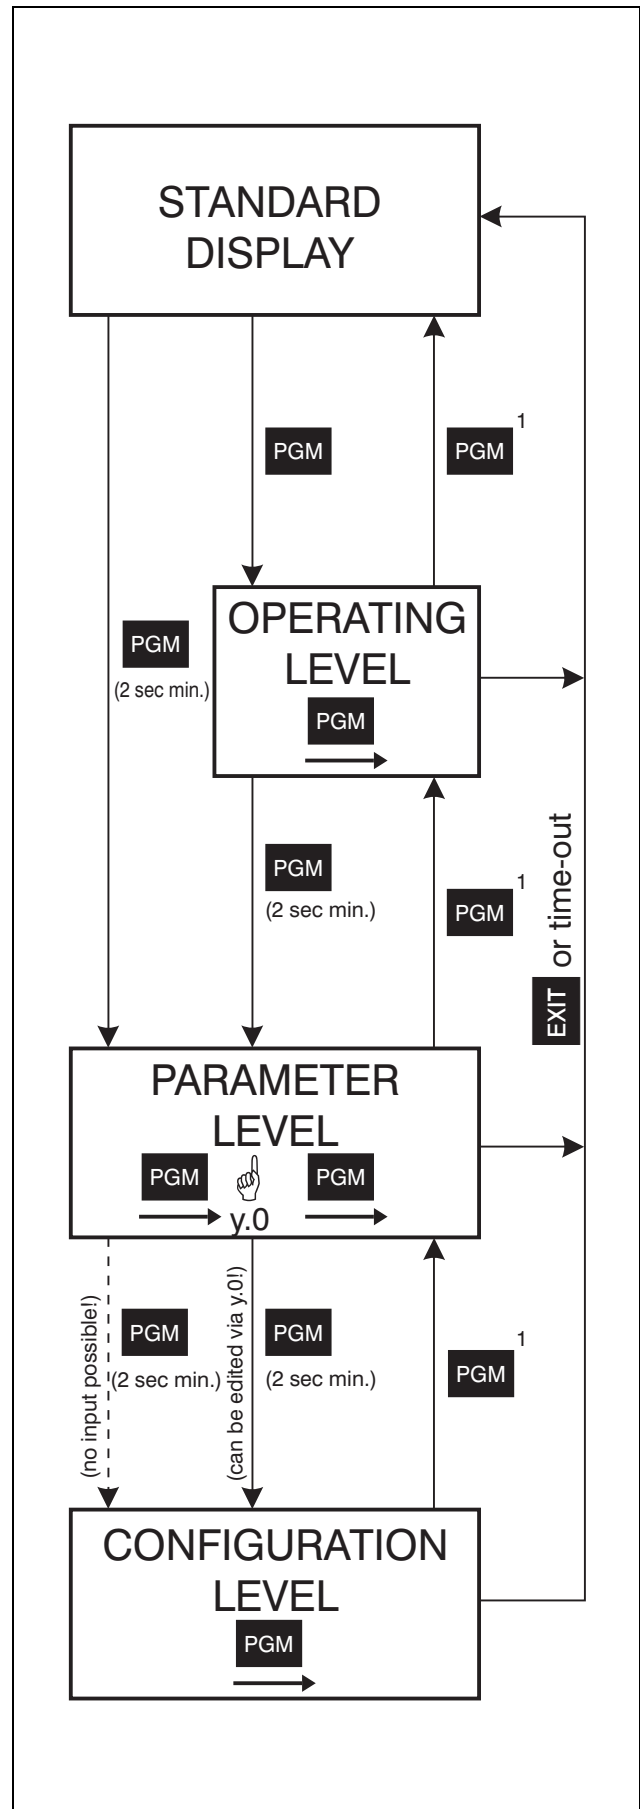 STANDARD
DISPLAY
PGM
PGM 1
PGM
(2 sec min.)
OPERATING
LEVEL
PGM
PGM
(2 sec min.)
PGM 1
EXIT or time-out
PARAMETER
LEVEL
PGM
y.0
PGM
(no input possible!)
PGM
(2 sec min.)
(can be edited via y.0!)
PGM
(2 sec min.)
PGM 1
CONFIGURATION
LEVEL
PGM